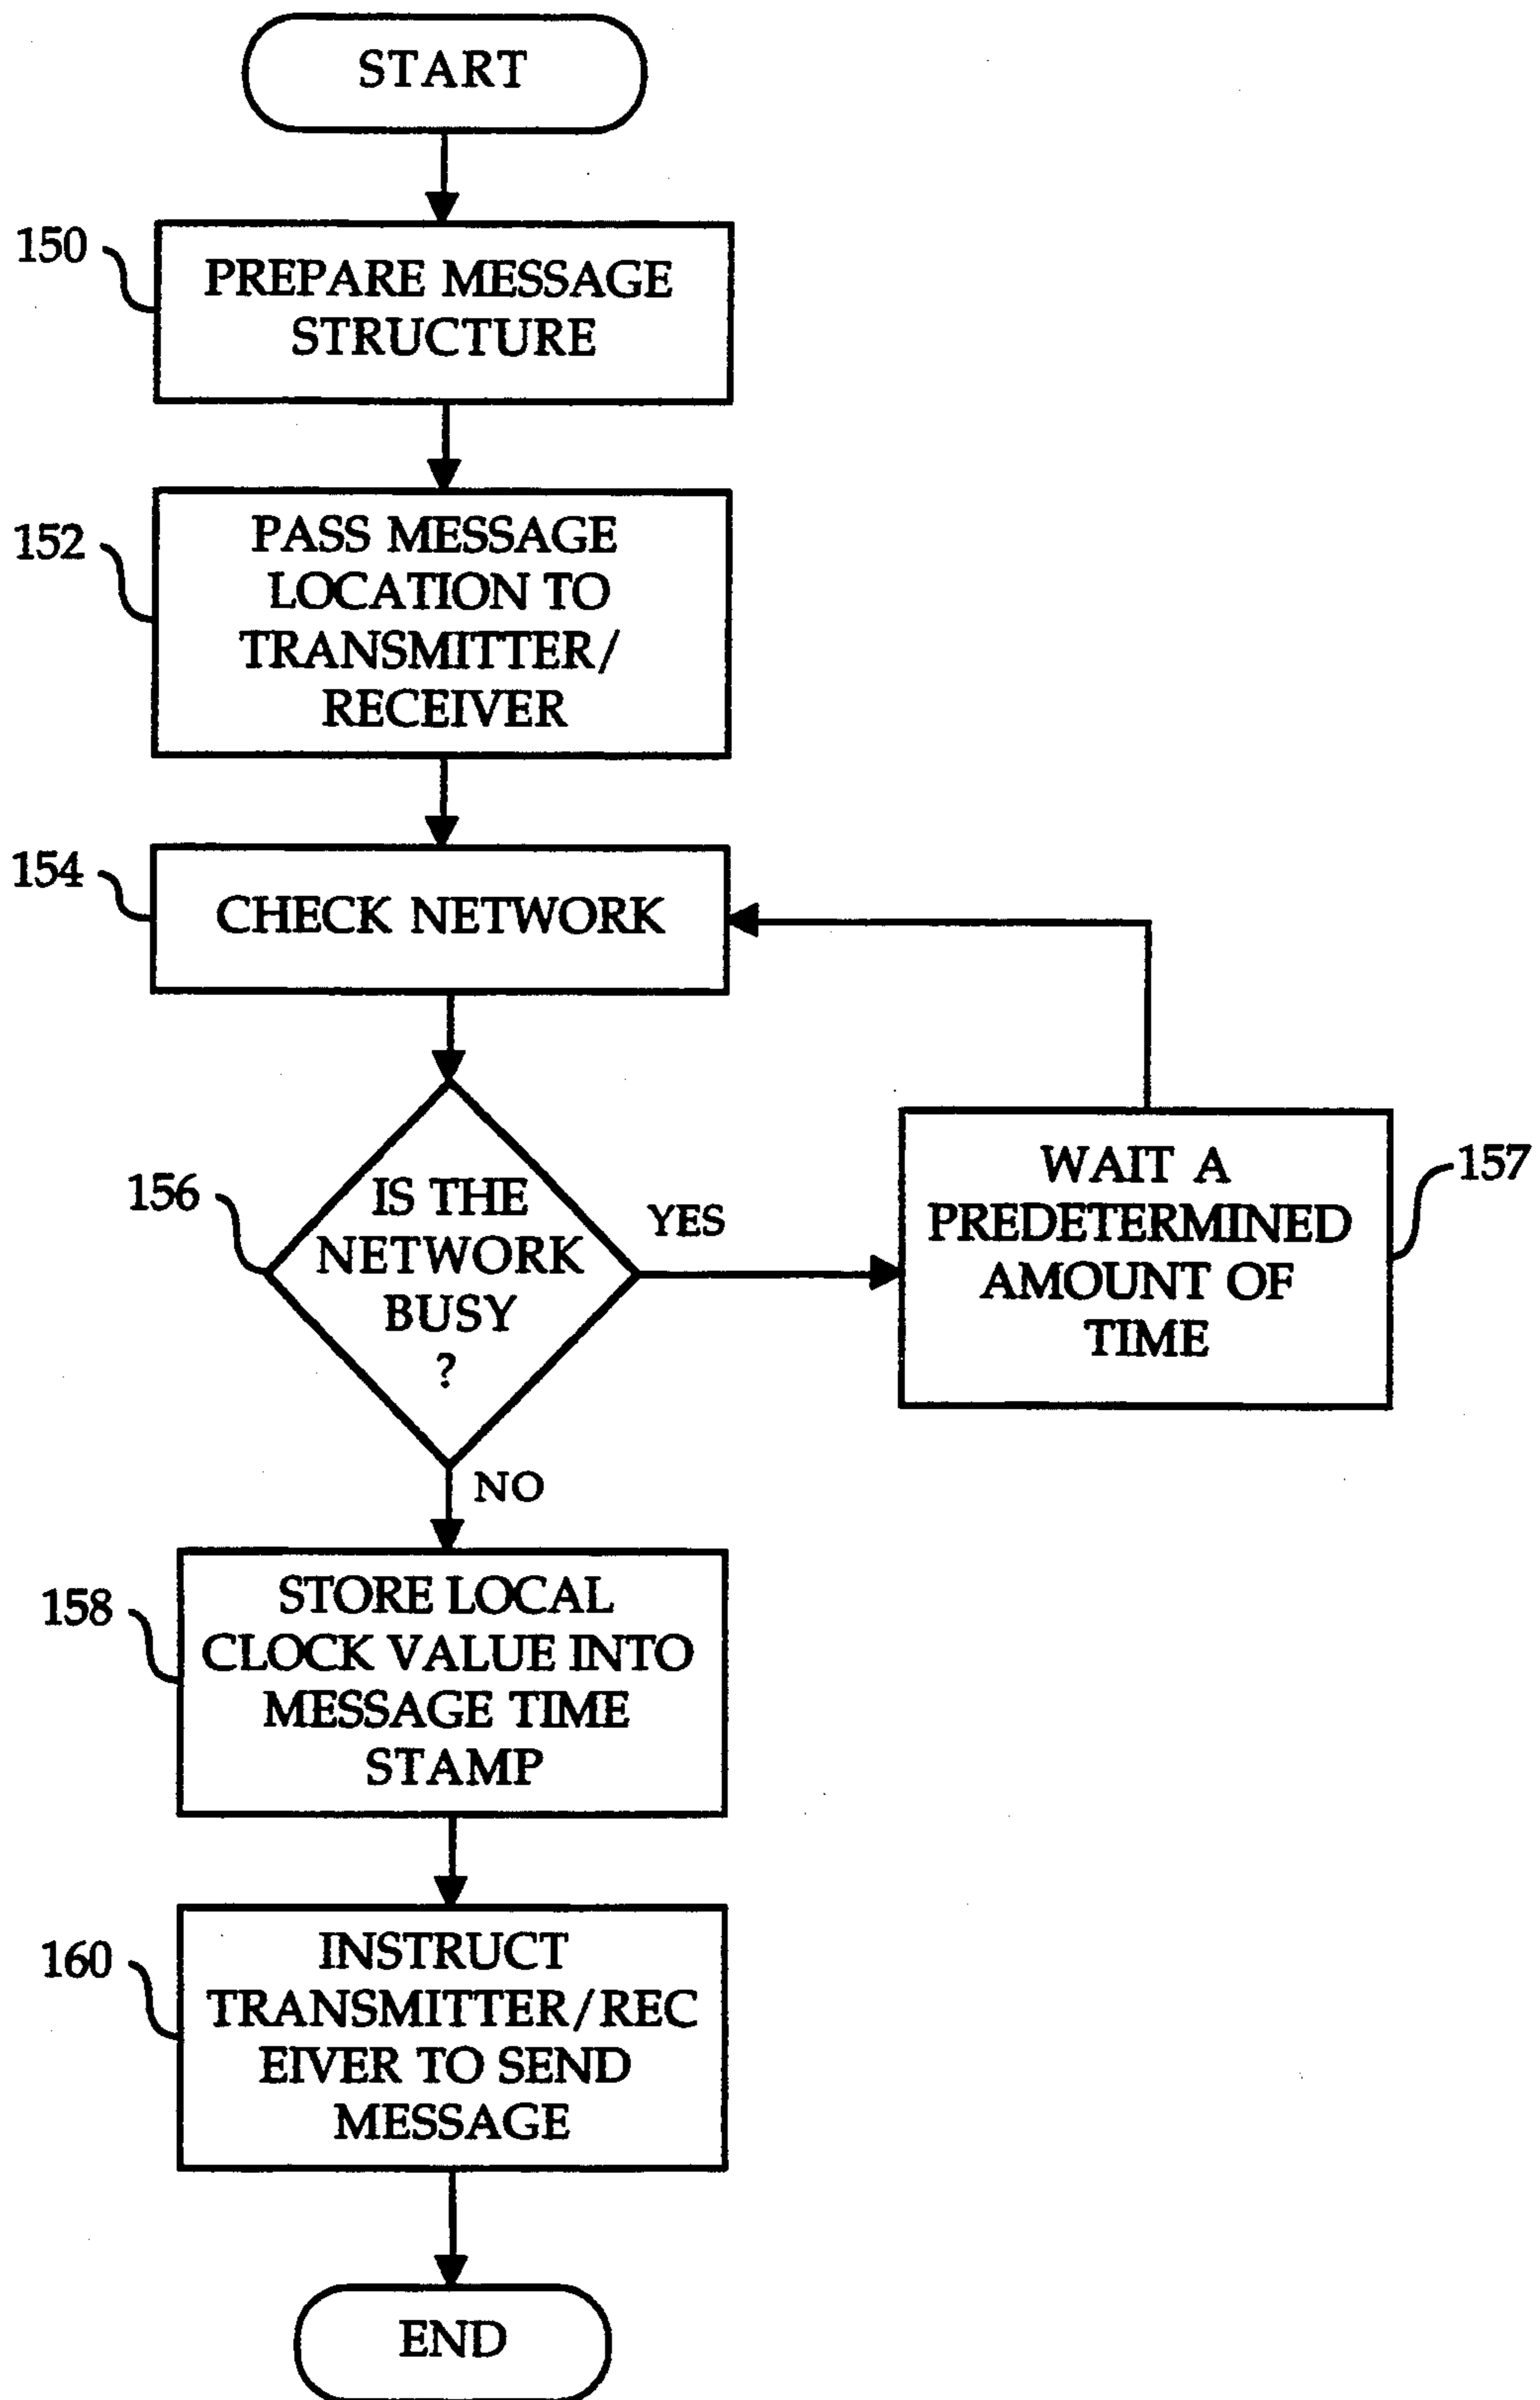 START
150
PREPARE MESSAGE
STRUCTURE
152
PASS MESSAGE
LOCATION TO
TRANSMITTER/
RECEIVER
154
CHECK NETWORK
156
IS THE
NETWORK
BUSY
?
YES
WAIT A
PREDETERMINED
AMOUNT OF
TIME
157
NO
158
STORE LOCAL
CLOCK VALUE INTO
MESSAGE TIME
STAMP
160
INSTRUCT
TRANSMITTER/REC
EIVER TO SEND
MESSAGE
END